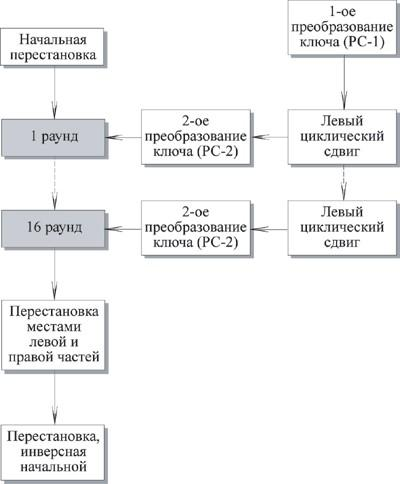 1-ое
преобразование
ключа (PC-1)
Начальная
перестановка
1 раунд
2-ое
преобразование
ключа (PC-2)
Левый
циклический
сдвиг
16 раунд
2-ое
преобразование
ключа (PC-2)
Левый
циклический
сдвиг
Перестановка
местами
левой и
правой частей
Перестановка,
инверсная
начальной